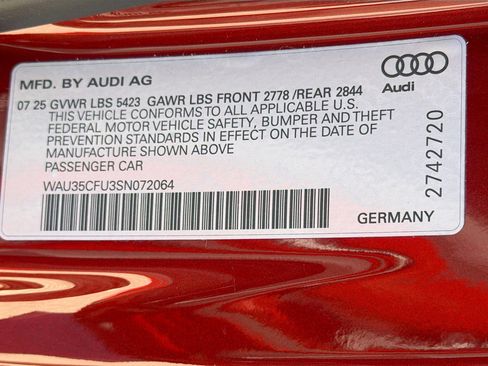 MFD. BY AUDI AG
Audi
07 25 GVWR LBS 5423 GAWR LBS FRONT 2778 /REAR 2844
THIS VEHICLE CONFORMS TO ALL APPLICABLE U.S.
FEDERAL MOTOR VEHICLE SAFETY, BUMPER AND THEFT
PREVENTION STANDARDS IN EFFECT ON THE DATE OF
MANUFACTURE SHOWN ABOVE
PASSENGER CAR
WAU35CFU3SN072064
2742720
GERMANY